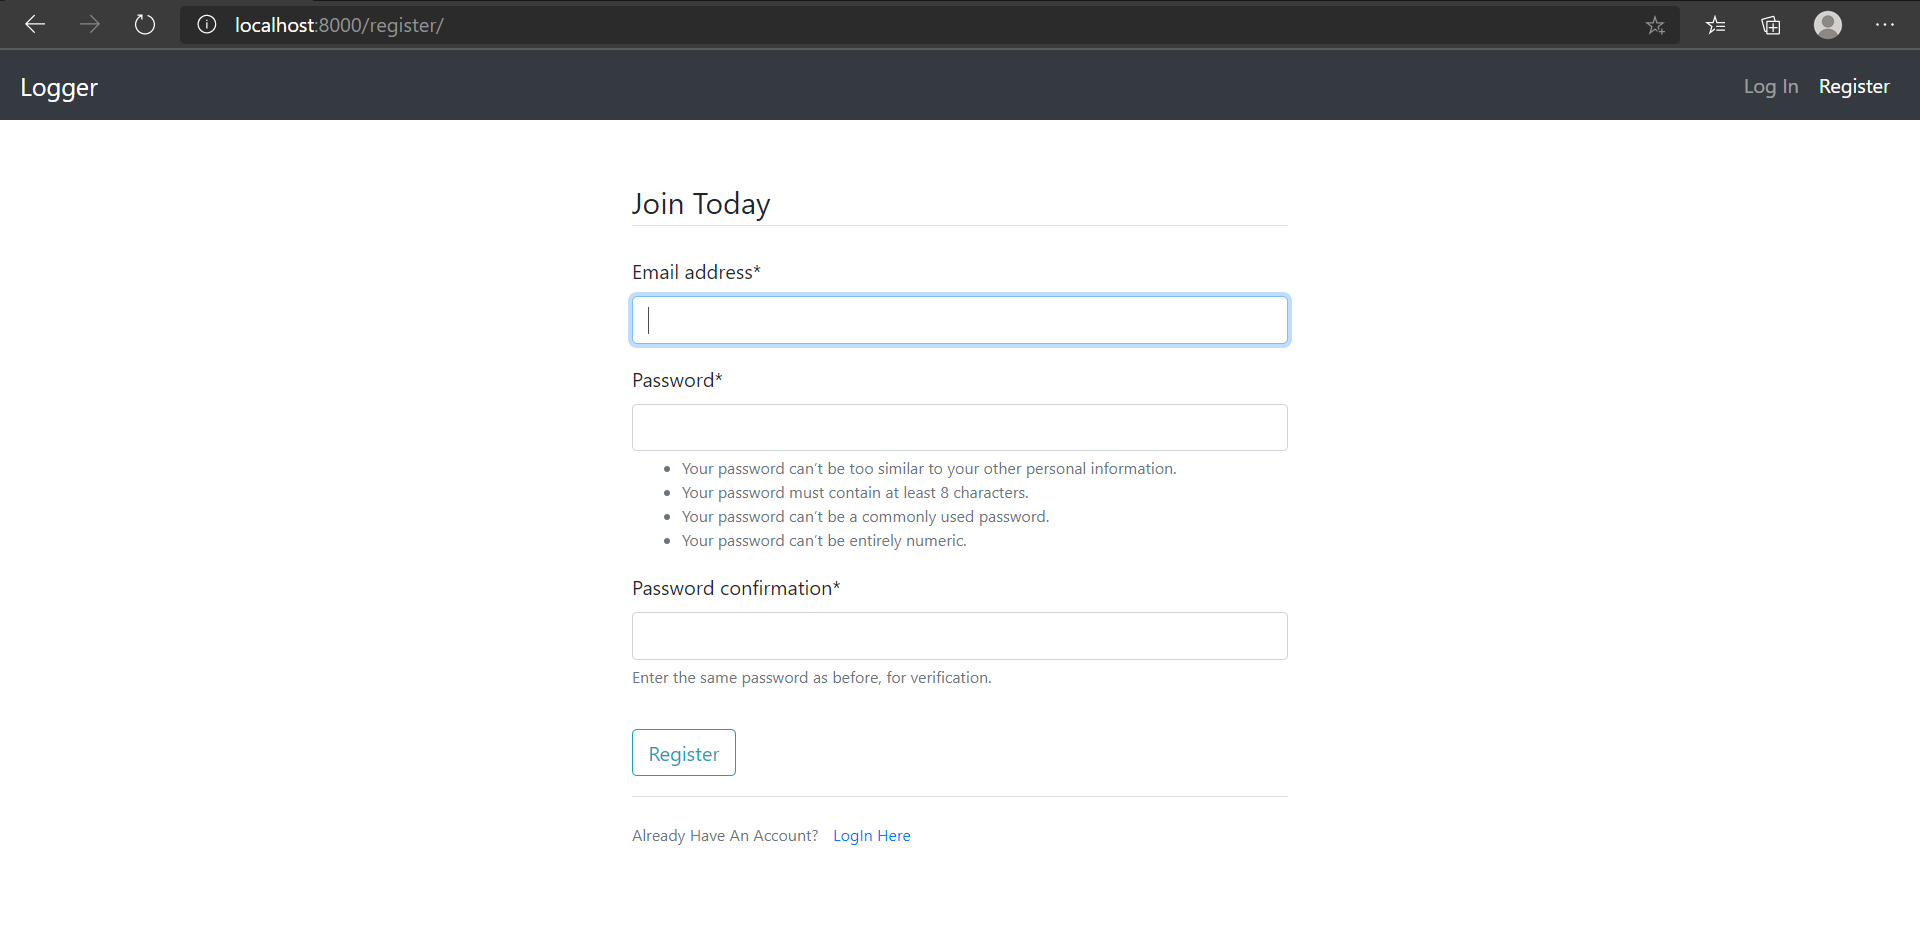 localhost:8000/register/
Logger
Log In Register
Join Today
Email address*
Password*
Your password can't be too similar to your other personal information.
Your password must contain at least 8 characters.
Your password can't be a commonly used password.
Your password can't be entirely numeric.
Password confirmation*
Enter the same password as before, for verification.
Register
Already Have An Account? LogIn Here